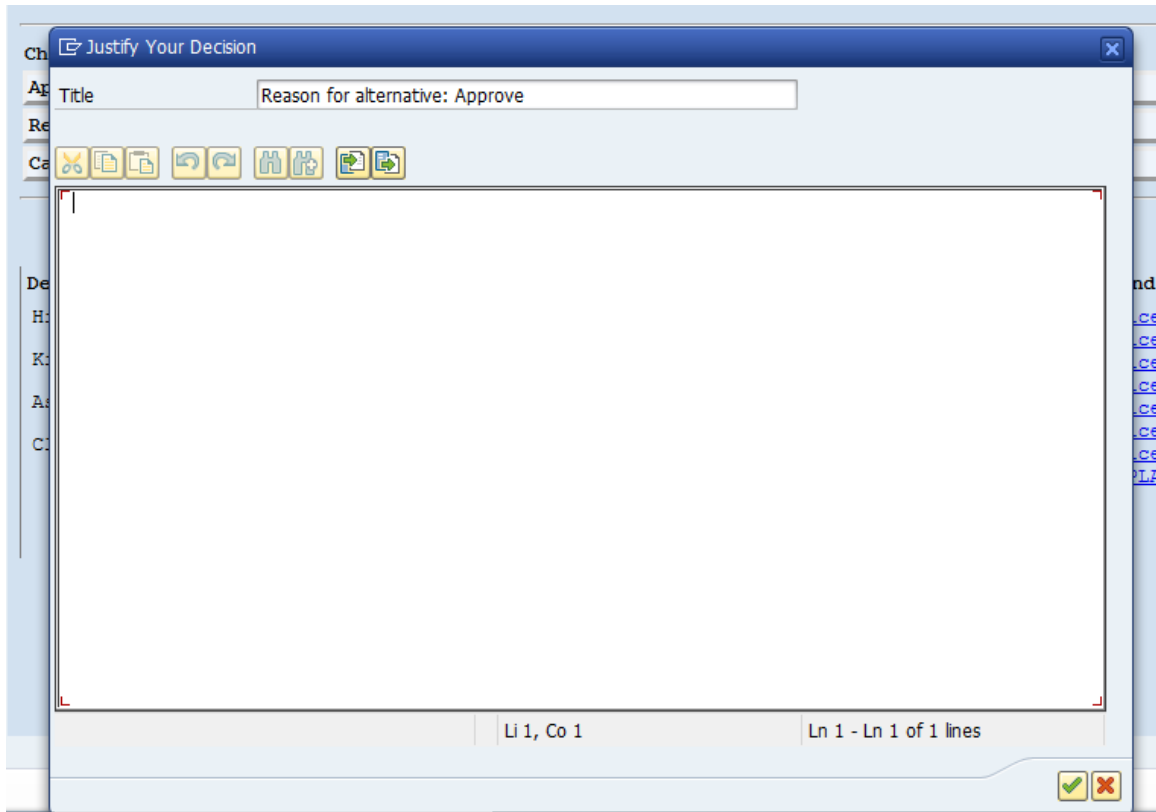 Justify Your Decision
Title
Reason for alternative: Approve
Li 1, Co 1
Ln 1 - Ln 1 of 1 lines